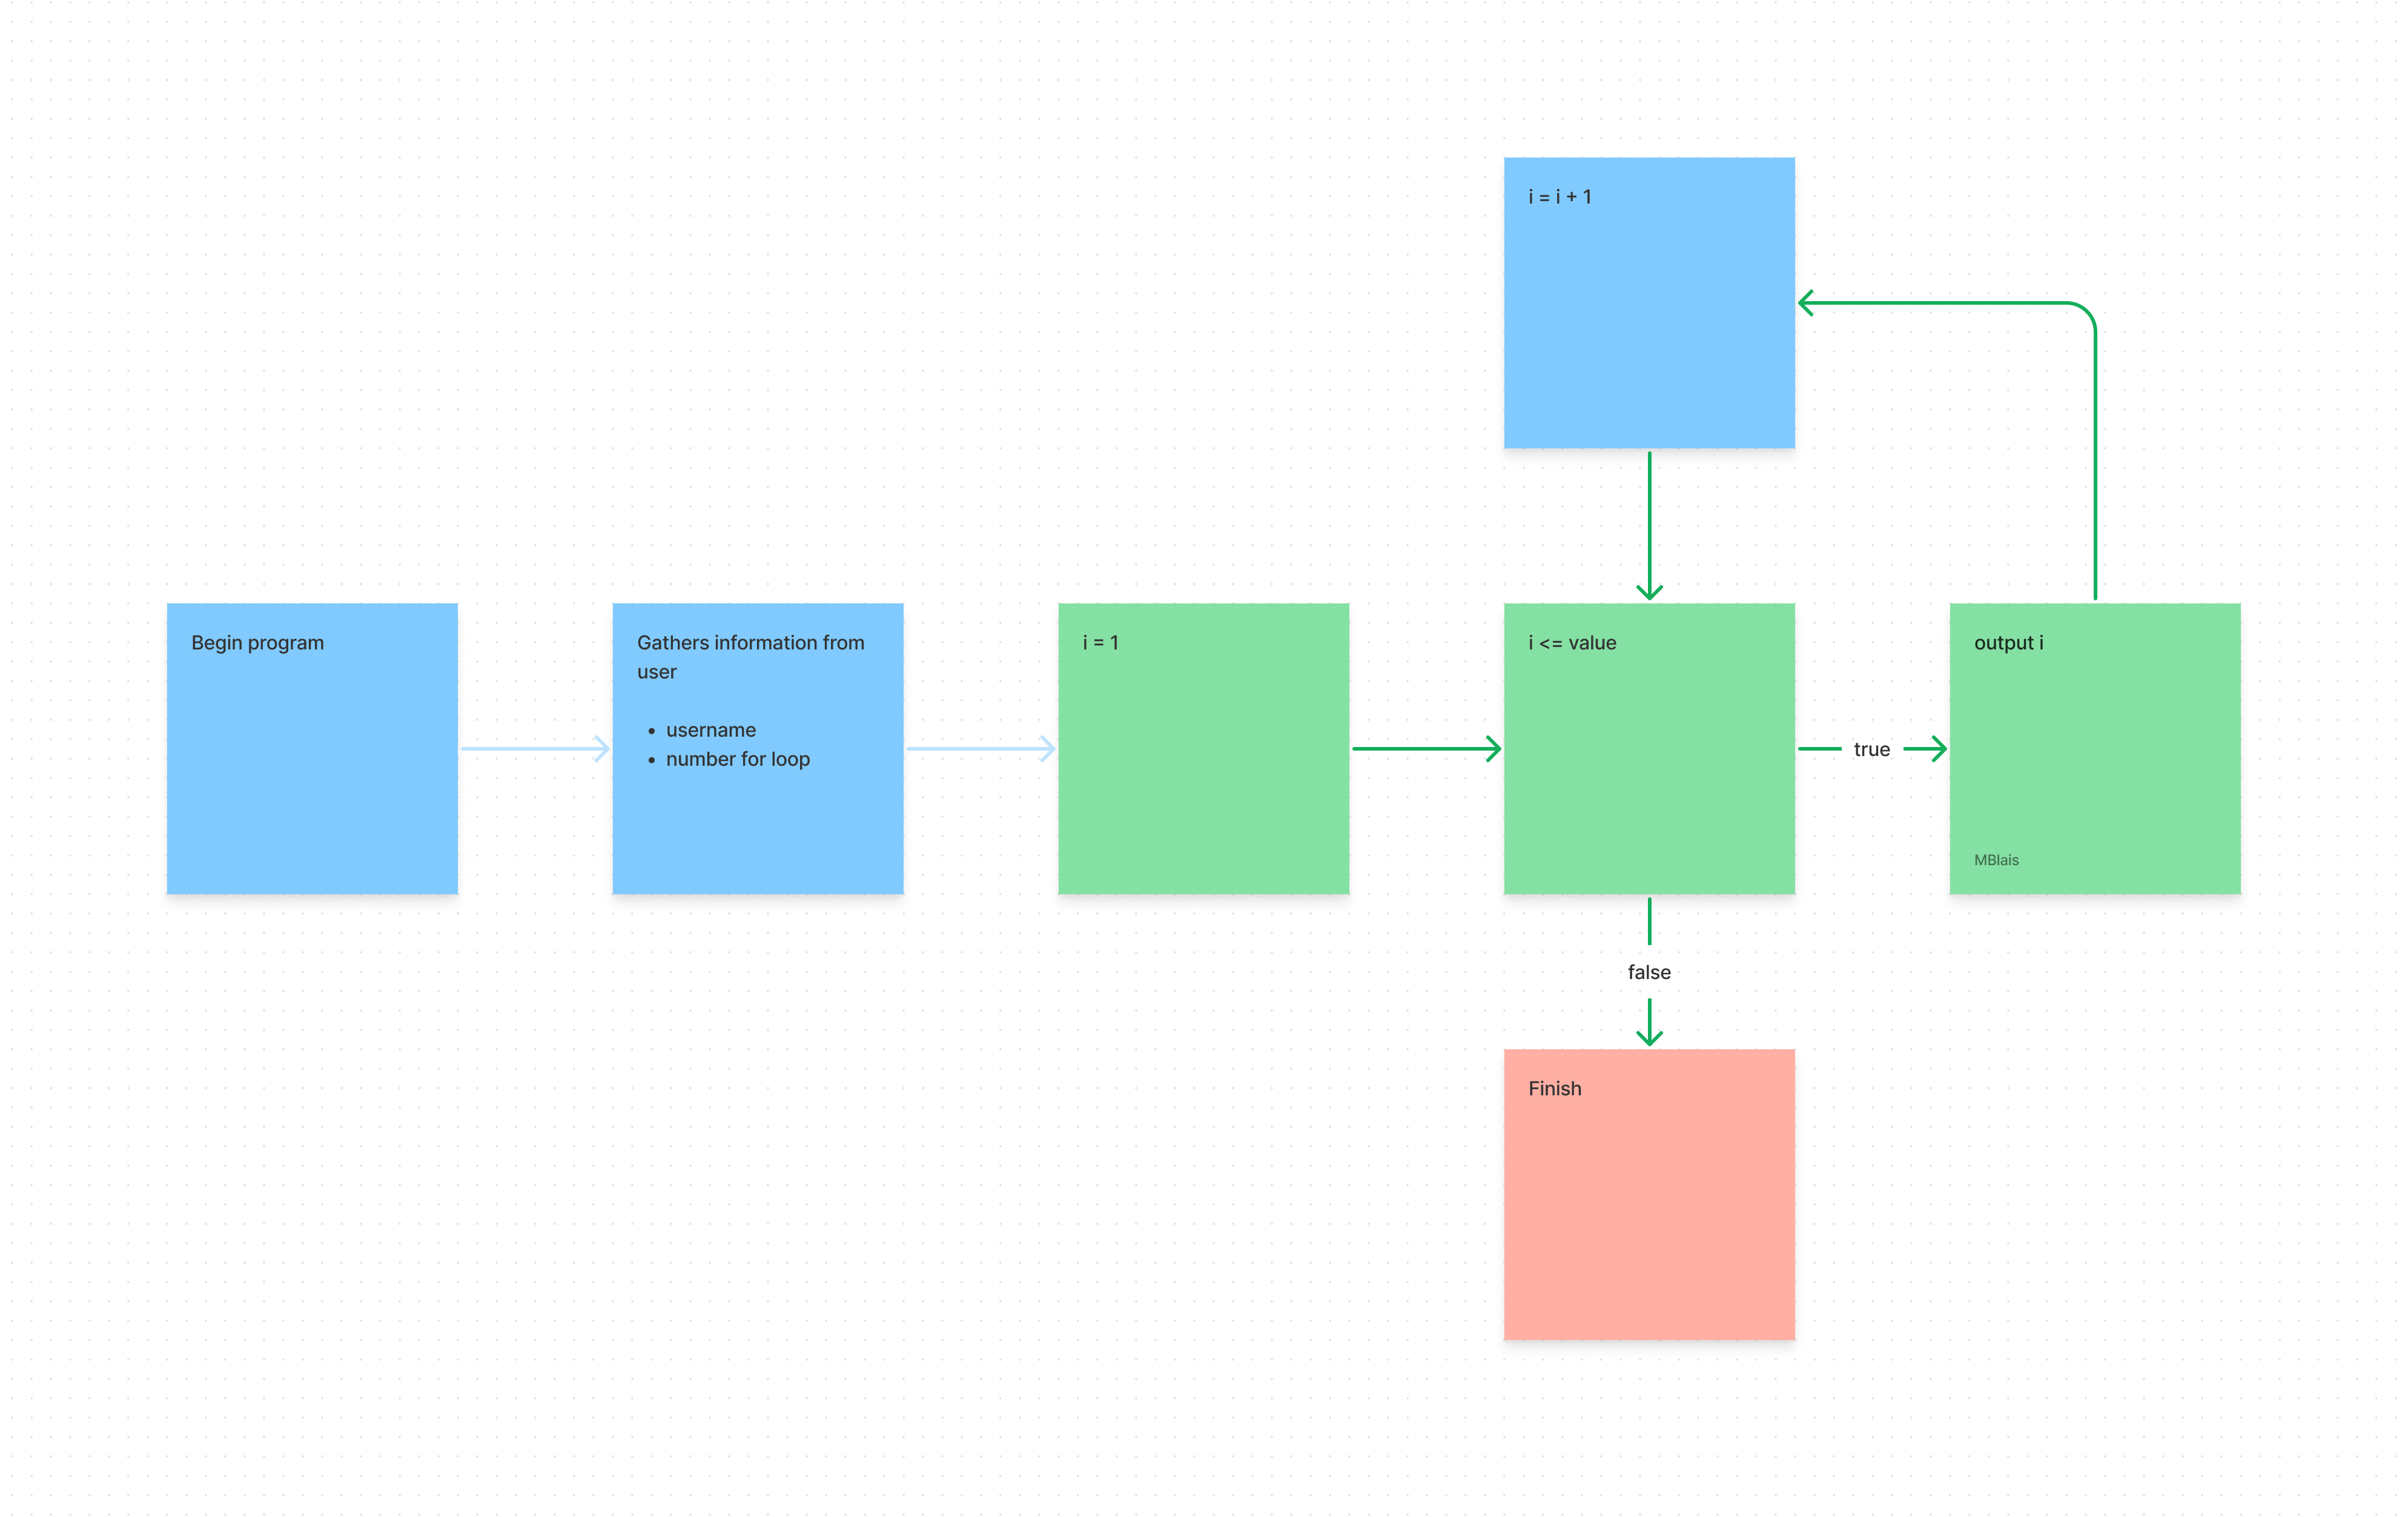 i = i + 1
Begin program
Gathers information from
user
• username
• number for loop
i = 1
i <= value
true
output i
MBlais
false
Finish